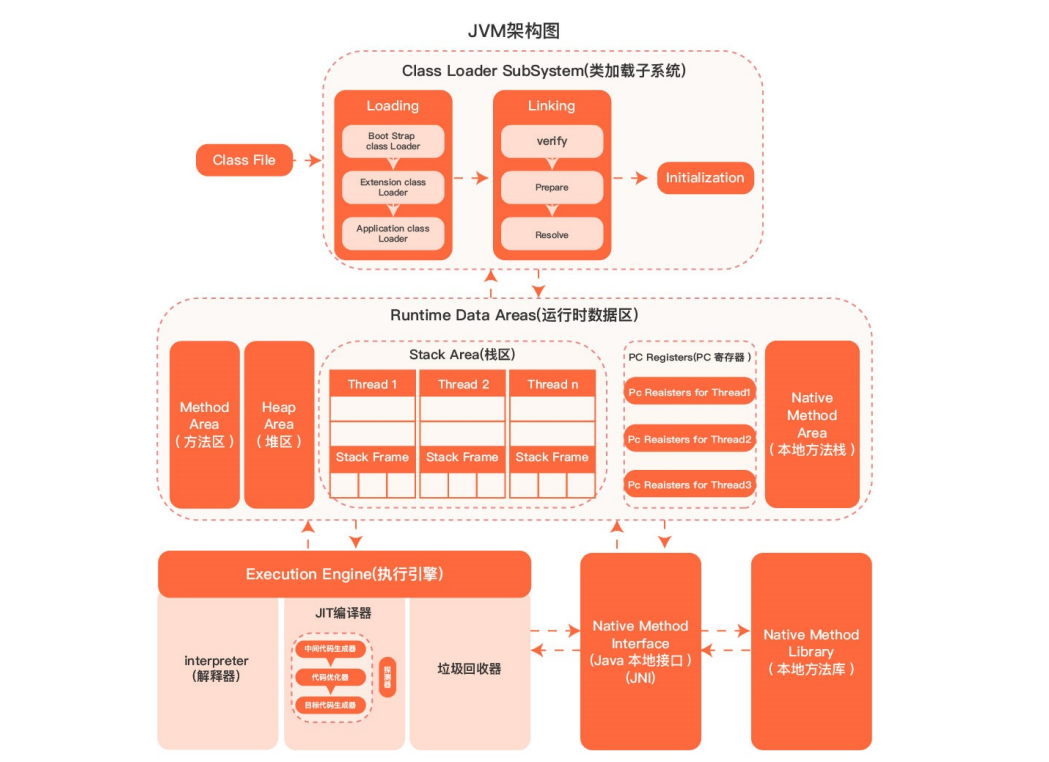 JVM架构图
Class Loader SubSystem(类加载子系统)
Class File
Loading
Boot Strap
class Loader
Extension class
Loader
Application class
Loader
Linking
verify
Prepare
Resolve
Initialization
Runtime Data Areas(运行时数据区)
Method
Area
(方法区)
Heap
Area
(堆区)
Stack Area(栈区)
Thread 1
Thread 2
Thread n
Stack Frame
Stack Frame
Stack Frame
PC Registers(PC 寄存器)
Pc Reaisters for Thread1
Pc Reaisters for Thread2
Pc Reaisters for Thread3
Native
Method
Area
(本地方法栈)
Execution Engine(执行引擎)
interpreter
(解释器)
JIT编译器
中间代码生成器
代码优化器
目标代码生成器
探测器
垃圾回收器
Native Method
Interface
(Java 本地接口)
(JNI)
Native Method
Library
(本地方法库)